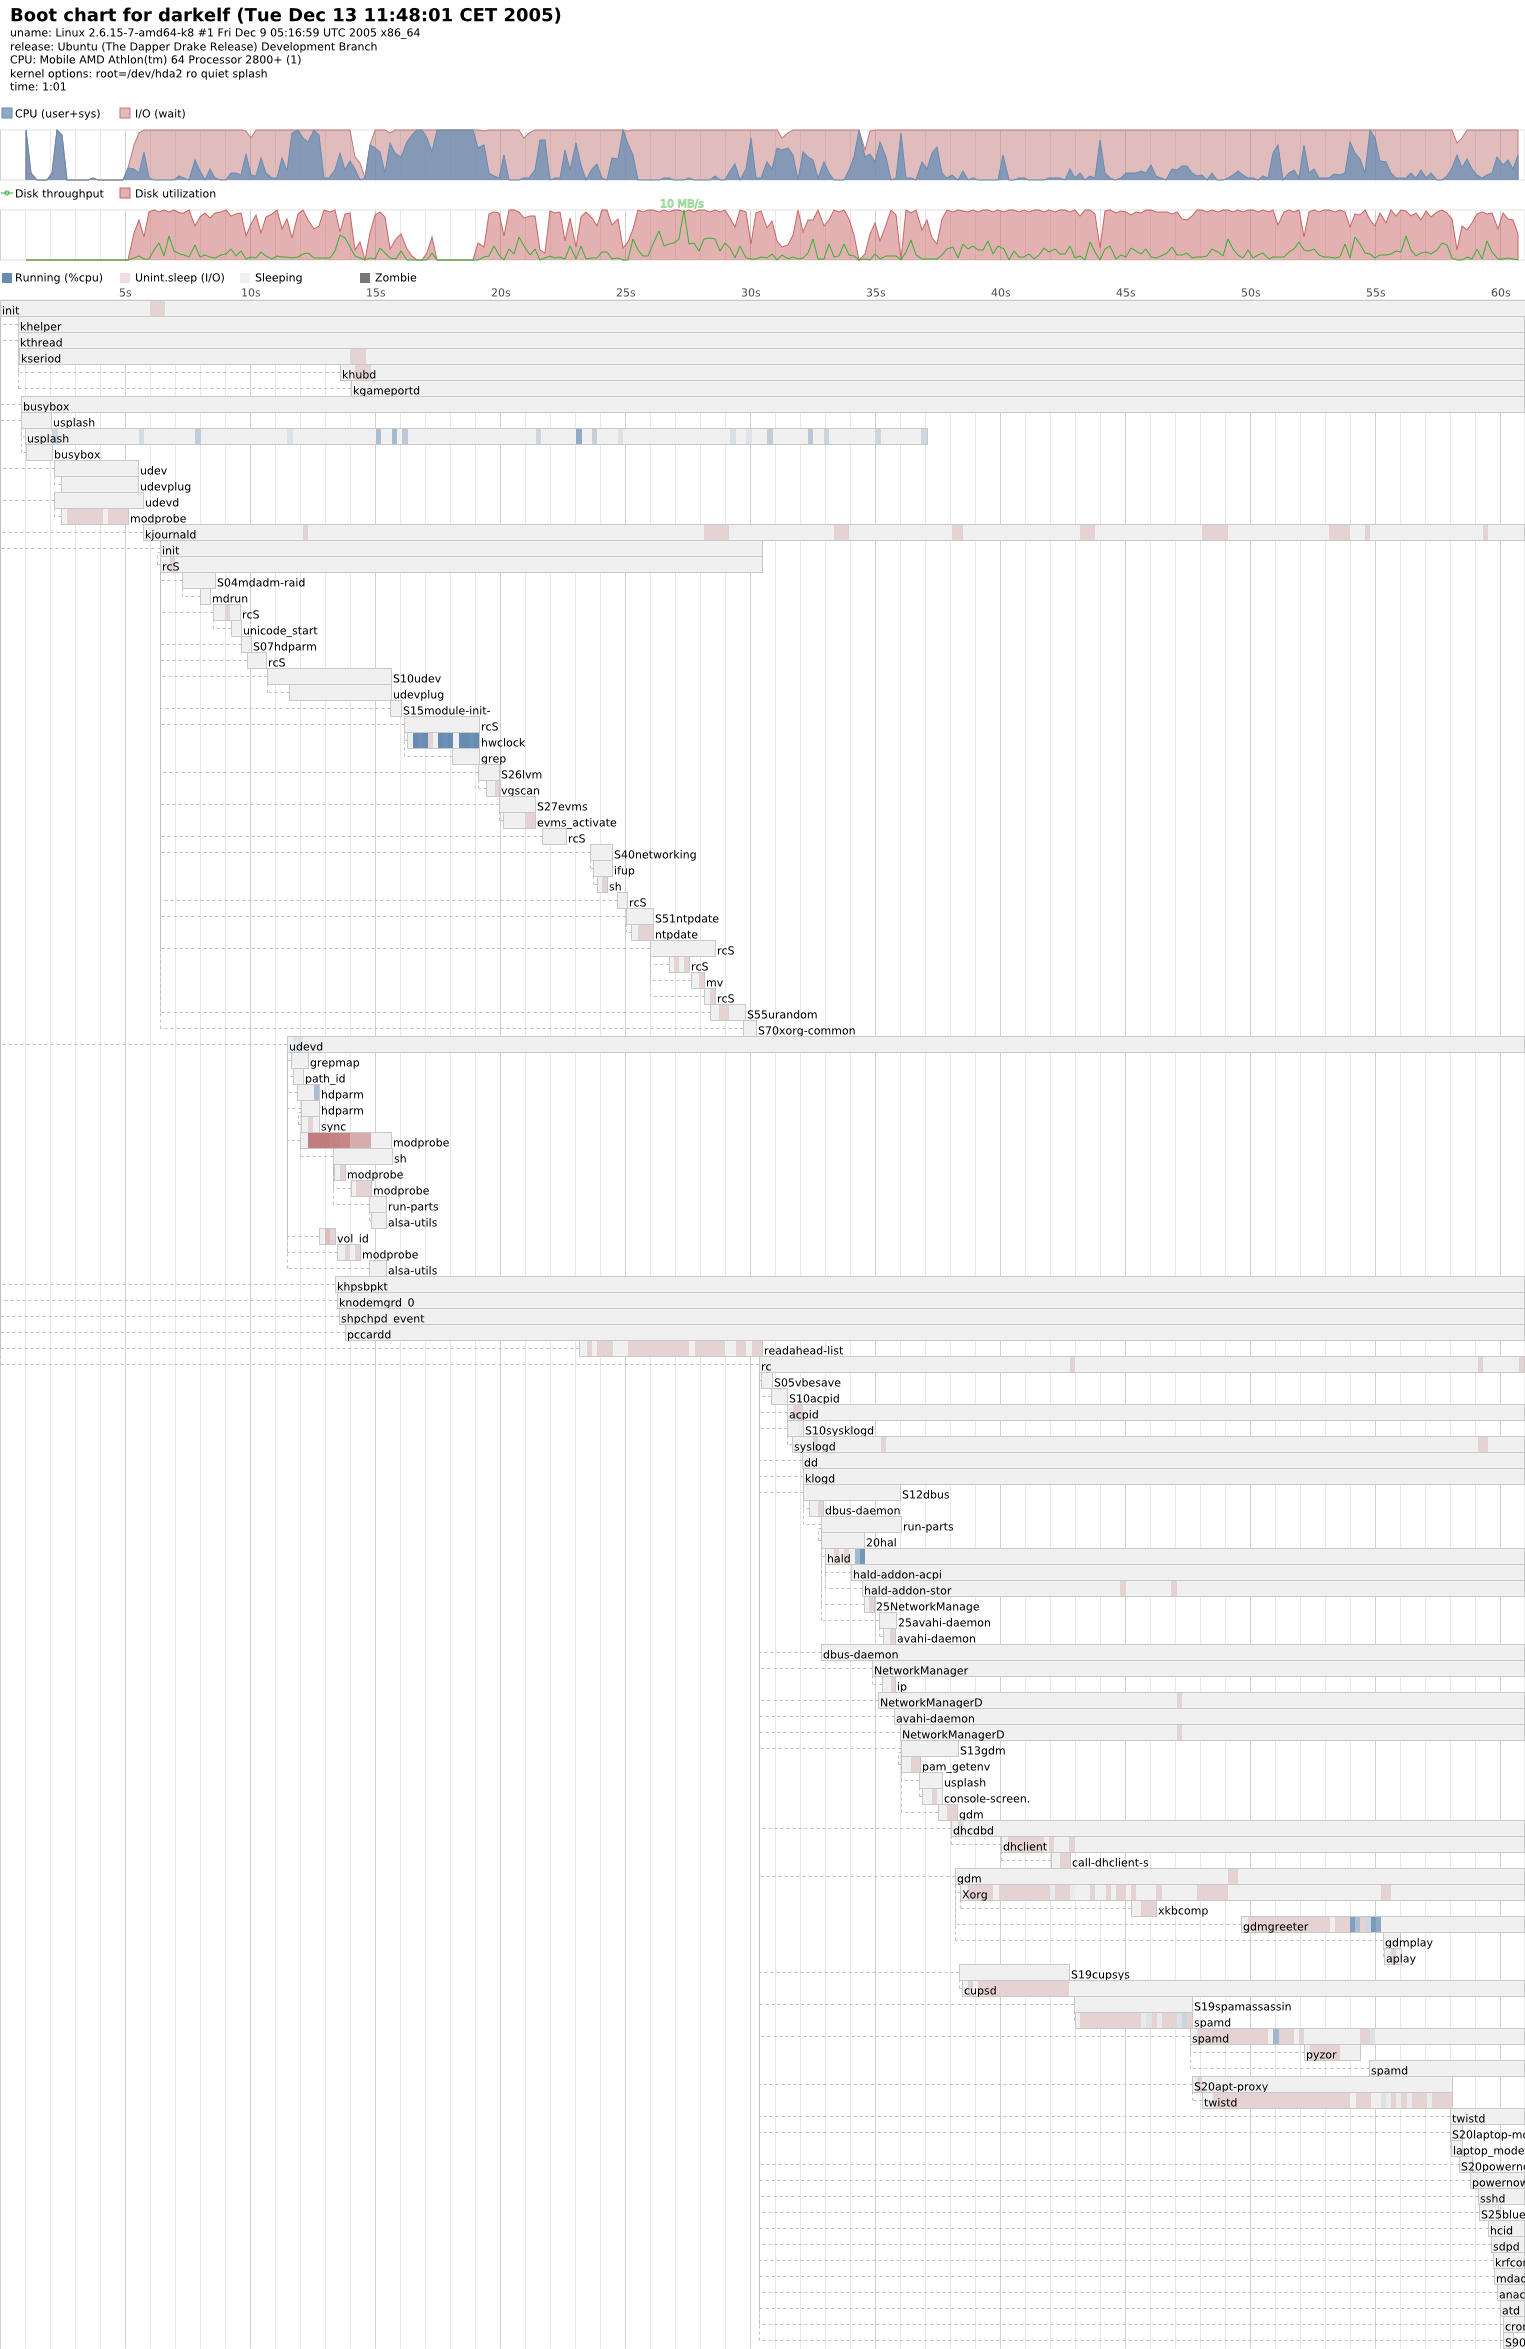 Boot chart for darkelf (Tue Dec 13 11:48:01 CET 2005)
uname: Linux 2.6.15-7-amd64-k8 #1 Fri Dec 9 05:16:59 UTC 2005 x86_64
release: Ubuntu (The Dapper Drake Release) Development Branch
CPU: Mobile AMD Athlon(tm) 64 Processor 2800+ (1)
kernel options: root=/dev/hda2 ro quiet splash
time: 1:01
CPU (user+sys) I/O (wait)
Disk throughput Disk utilization
10 MB/s
Running (%cpu) Unint.sleep (I/O) Sleeping Zombie
5s 10s 15s 20s 25s 30s 35s 40s 45s 50s 55s 60s
init
khelper
kthread
kseriod
khubd
kgameportd
busybox
usplash
usplash
busybox
udev
udevplug
udevd
modprobe
kjournald
init
rcS
S04mdadm-raid
mdrun
rcS
unicode_start
S07hdparm
rcS
S10udev
udevplug
S15module-init-
rcS
hwclock
grep
S26lvm
vgscan
S27evms
evms_activate
rcS
S40networking
ifup
sh
rcS
S51ntpdate
ntpdate
rcS
rcS
mv
rcS
S55urandom
S70xorg-common
udevd
grepmap
path_id
hdparm
hdparm
sync
modprobe
sh
modprobe
modprobe
run-parts
alsa-utils
vol_id
modprobe
alsa-utils
khpsbpkt
knodemgrd_0
shpchpd_event
pccardd
readahead-list
rc
S05vbesave
S10acpid
acpid
S10sysklogd
syslogd
dd
klogd
S12dbus
dbus-daemon
run-parts
20hal
hald
hald-addon-acpi
hald-addon-stor
25NetworkManage
25avahi-daemon
avahi-daemon
dbus-daemon
NetworkManager
ip
NetworkManagerD
avahi-daemon
NetworkManagerD
S13gdm
pam_getenv
usplash
console-screen.
gdm
dhcdbd
dhclient
call-dhclient-s
gdm
Xorg
xkbcomp
gdmgreeter
gdmplay
aplay
S19cupsys
cupsd
S19spamassassin
spamd
spamd
pyzor
spamd
S20apt-proxy
twistd
twistd
S20laptop-mo
laptop_mode
S20powern
powernow
sshd
S25blue
hcid
sdpd
krfco
mdad
anac
atd
cron
S90